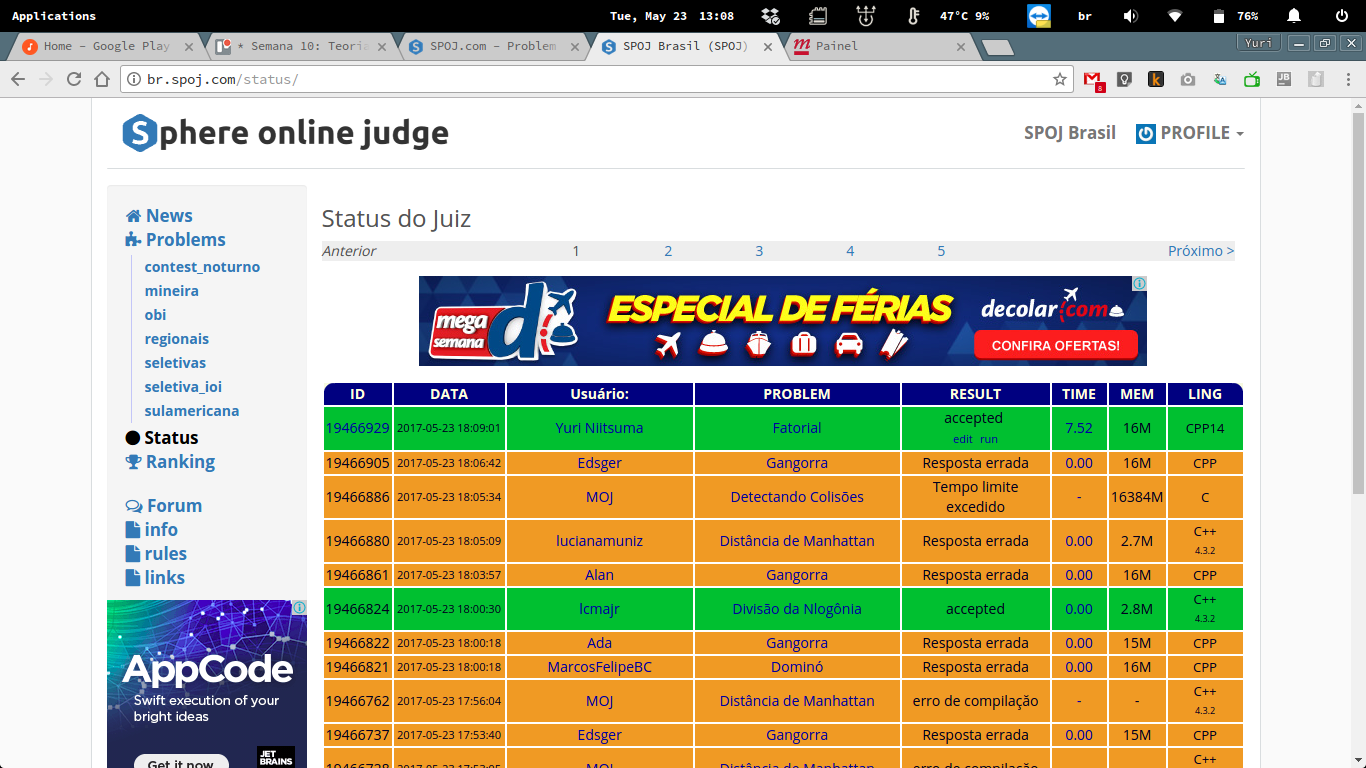 Applications Tue, May 23 13:08 47°C 9% br 76%
Home - Google Play * Semana 10: Teoria SPOJ.com - Problem SPOJ Brasil (SPOJ) Painel Yuri
br.spoj.com/status/ 8
Sphere online judge SPOJ Brasil PROFILE
News
Problems
contest_noturno
mineira
obi
regionais
seletivas
seletiva_ioi
sulamericana
Status
Ranking
Forum
info
rules
links
AppCode
Swift execution of your
bright ideas
Get it now JET
BRAINS
Status do Juiz
Anterior 1 2 3 4 5 Próximo >
mega
semana d ESPECIAL DE FÉRIAS decolar.com
CONFIRA OFERTAS!
ID DATA Usuário: PROBLEM RESULT TIME MEM LING
19466929 2017-05-23 18:09:01 Yuri Niitsuma Fatorial accepted 7.52 16M CPP14
edit run
19466905 2017-05-23 18:06:42 Edsger Gangorra Resposta errada 0.00 16M CPP
19466886 2017-05-23 18:05:34 MOJ Detectando Colisões Tempo limite - 16384M C
excedido
19466880 2017-05-23 18:05:09 lucianamuniz Distância de Manhattan Resposta errada 0.00 2.7M C++
4.3.2
19466861 2017-05-23 18:03:57 Alan Gangorra Resposta errada 0.00 16M CPP
19466824 2017-05-23 18:00:30 lcmajr Divisão da Nlogônia accepted 0.00 2.8M C++
4.3.2
19466822 2017-05-23 18:00:18 Ada Gangorra Resposta errada 0.00 15M CPP
19466821 2017-05-23 18:00:18 MarcosFelipeBC Dominó Resposta errada 0.00 16M CPP
19466762 2017-05-23 17:56:04 MOJ Distância de Manhattan erro de compilação - - C++
4.3.2
19466737 2017-05-23 17:53:40 Edsger Gangorra Resposta errada 0.00 15M CPP
19466728 2017-05-23 17:53:05 MOJ Distância de Manhattan erro de compilação C++